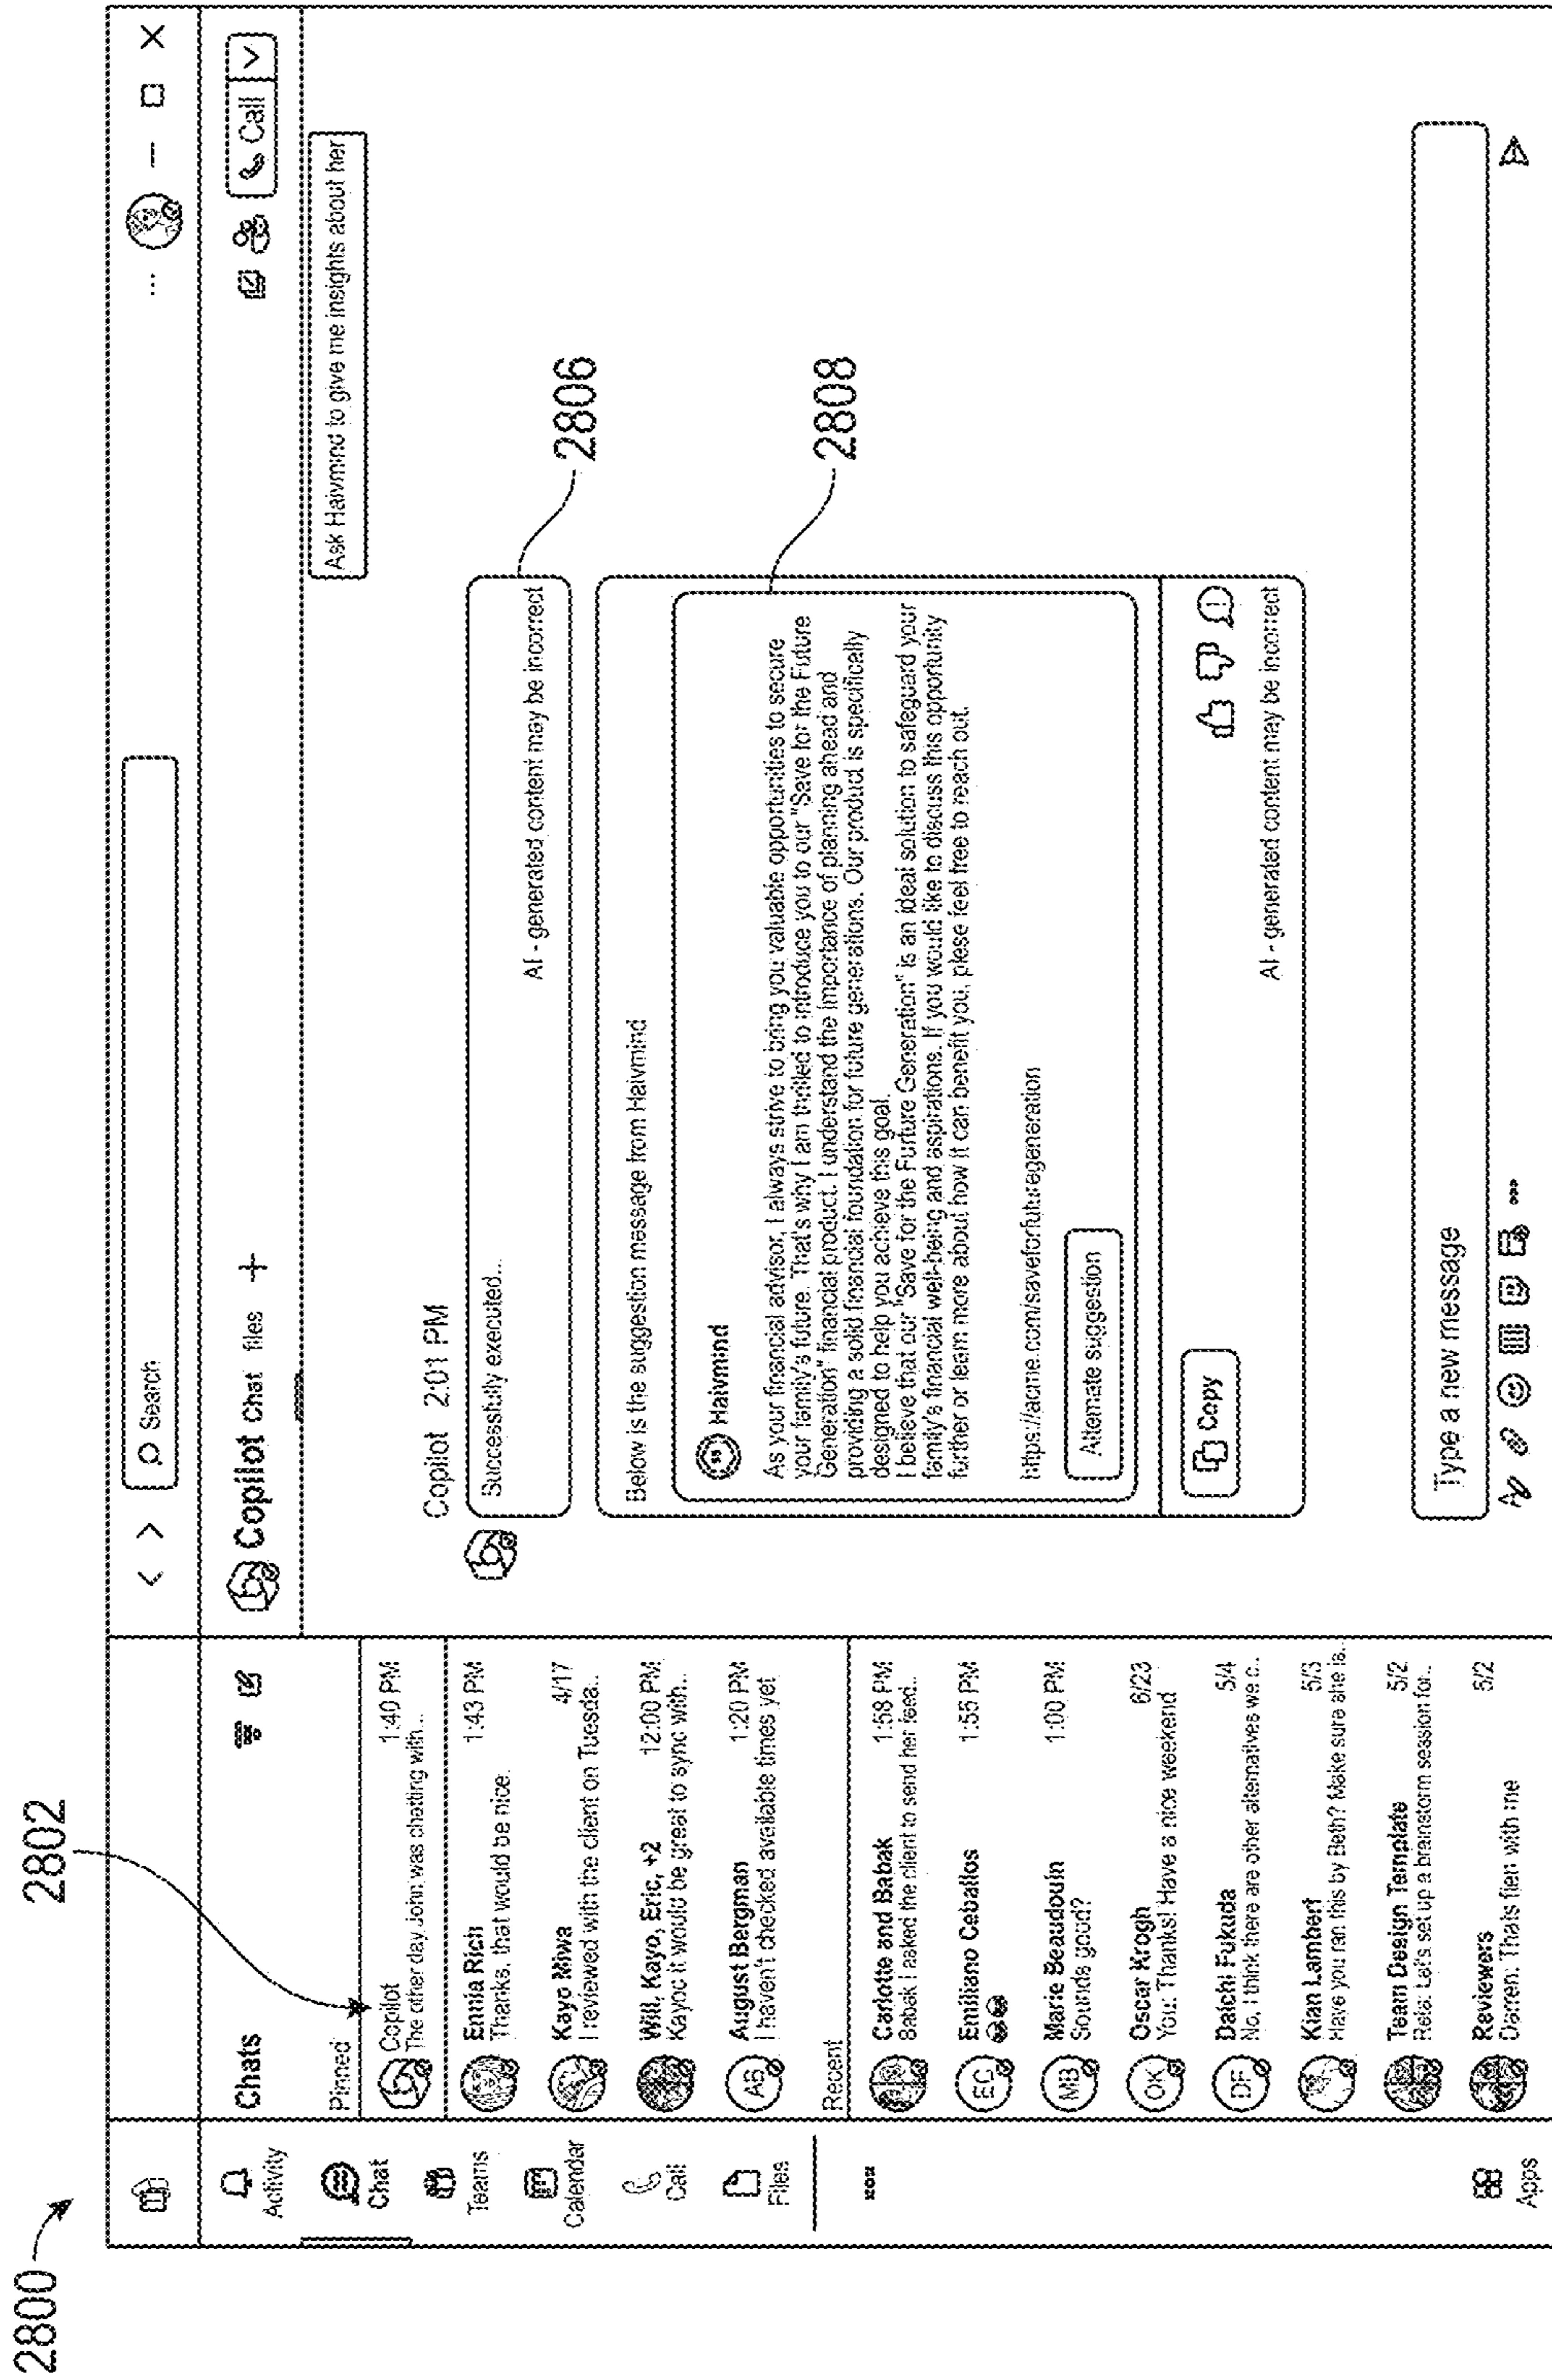 2800
2802
Search
Activity
Chat
Teams
Calendar
Call
Files
Apps
Chats
Pinned
Copilot 1:40 PM
The other day John was chatting with...
Ennia Rich 1:43 PM
Thanks, that would be nice.
Kayo Miwa 4/17
I reviewed with the client on Tuesda..
Will, Kayo, Eric, +2 12:00 PM
Kayoc it would be great to sync with...
August Bergman 1:20 PM
AB
I haven't checked available times yet
Recent
Carlotte and Babak 1:58 PM
Babak I asked the client to send her feed..
EC
Emiliano Ceballos 1:55 PM
MB
Marie Beaudouin 1:00 PM
Sounds good?
OK
Oscar Krogh 6/23
You: Thanks! Have a nice weekend
DF
Daichi Fukuda 5/4
No, I think there are other alternatives we c..
Kian Lambert 5/3
Have you ran this by Beth? Make sure she is..
Team Design Template 5/2
Reta: Let's set up a brainstorm session for..
Reviewers 5/2
Darren: Thats fien with me
Copilot Chat files +
Call
Ask Haivmind to give me insights about her
Copilot 2:01 PM
Successfully executed...
AI - generated content may be incorrect
2806
Below is the suggestion message from Haivmind
Haivmind
2808
As your financial advisor, I always strive to bring you valuable opportunities to secure
your family's future. That's why I am thrilled to introduce you to our "Save for the Future
Generation" financial product. I understand the importance of planning ahead and
providing a solid financial foundation for future generations. Our product is specifically
designed to help you achieve this goal.
I believe that our "Save for the Furture Generation" is an ideal solution to safeguard your
family's financial well-being and aspirations. If you would like to discuss this opportunity
further or learn more about how it can benefit you, plese feel free to reach out.
https://acme.com/saveforfuturegeneration
Alternate suggestion
Copy
AI - generated content may be incorrect
Type a new message